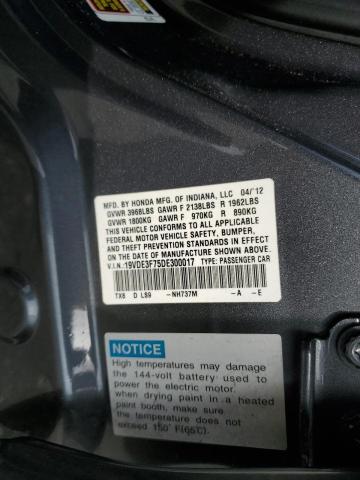 MFD. BY HONDA MFG. OF INDIANA, LLC 04/'12
GVWR 3968LBS GAWR F 2138LBS R 1962LBS
GVWR 1800KG GAWR F 970KG R 890KG
THIS VEHICLE CONFORMS TO ALL APPLICABLE
FEDERAL MOTOR VEHICLE SAFETY, BUMPER,
AND THEFT PREVENTION STANDARDS IN EFFECT
ON THE DATE OF MANUFACTURE SHOWN ABOVE.
V.I.N. 19VDE3F75DE300017 TYPE: PASSENGER CAR
TX8 D LS9 -NH737M -A -E
NOTICE
High temperatures may damage
the 144-volt battery used to
power the electric motor.
When drying paint in a heated
paint booth, make sure
the temperature does not
exceed 150°F(65°C).